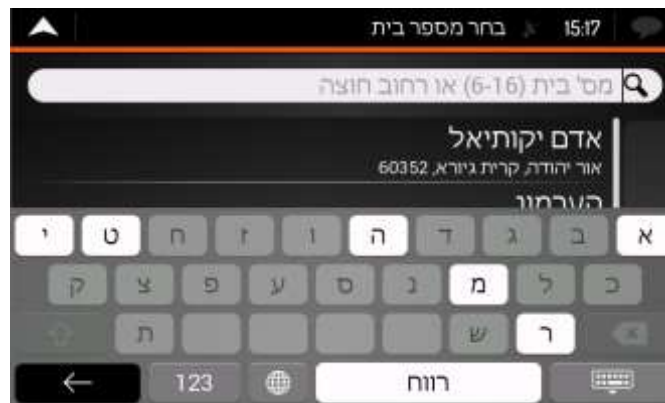 בחר מספר בית 15:17
מס' בית (6-16) או רחוב חוצה
אדם יקותיאל
אור יהודה, קרית גיורא, 60352
הערמון
א ב ג ד ה ו ז ח ט י
כ ל מ נ ס ע פ צ ק
ר ש ת
רווח 123